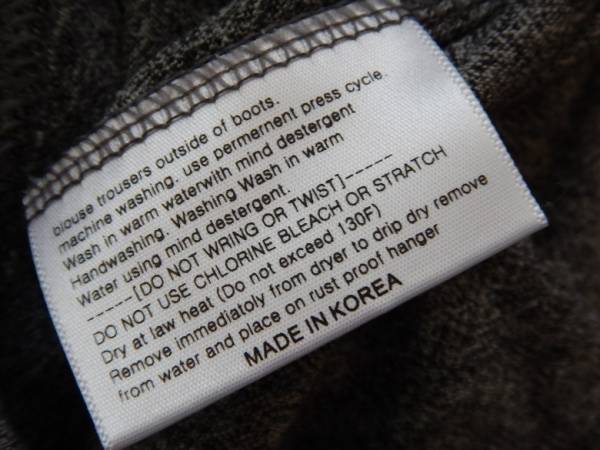 blouse trousers outside of boots.
machine washing. use permernent press cycle.
Wash in warm waterwith mind destergent
Handwashing. Washing Wash in warm
Water using mind destergent.
-----[DO NOT WRING OR TWIST]-----
DO NOT USE CHLORINE BLEACH OR STRATCH
Dry at law heat (Do not exceed 130F)
Remove immediatoly from dryer to drip dry remove
from water and place on rust proof hanger
MADE IN KOREA